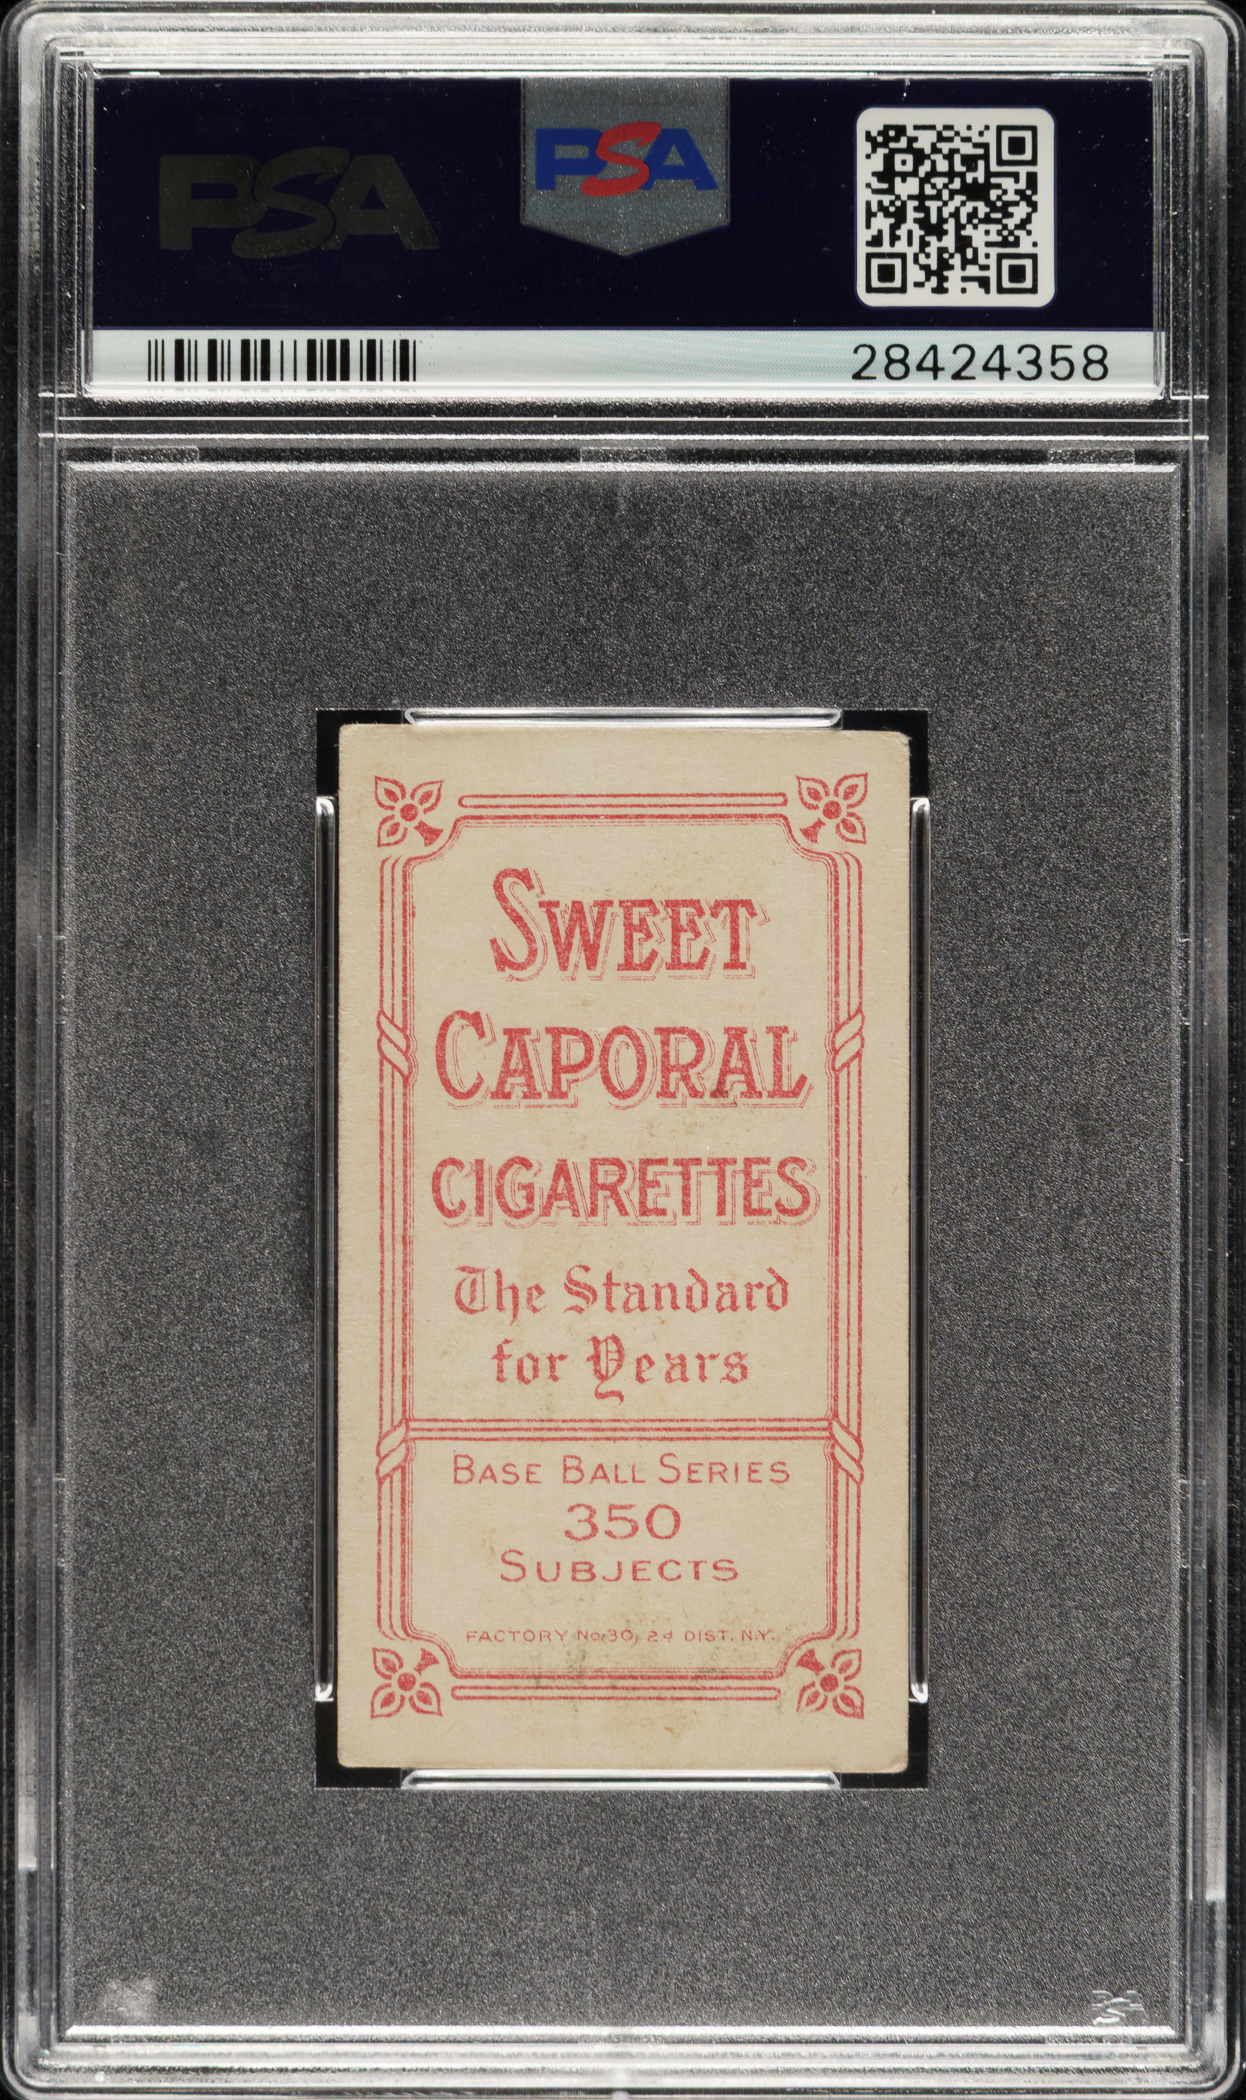 PSA
PSA
28424358
SWEET
CAPORAL
CIGARETTES
The Standard
for Years
BASE BALL SERIES
350
SUBJECTS
FACTORY No 30, 2d DIST. N.Y.